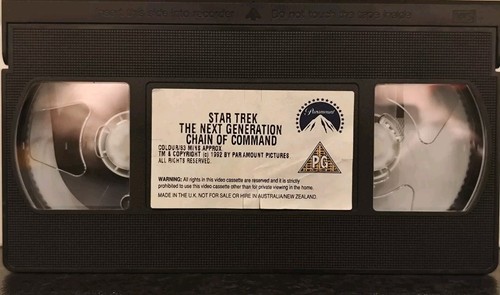 STAR TREK
THE NEXT GENERATION
CHAIN OF COMMAND
COLOUR/83 MINS APPROX
TM & COPYRIGHT (c) 1992 BY PARAMOUNT PICTURES
ALL RIGHTS RESERVED.
Paramount
PG
WARNING: All rights in this video cassette are reserved and it is strictly
prohibited to use this video cassette other than for private viewing in the home.
MADE IN THE U.K. NOT FOR SALE OR HIRE IN AUSTRALIA/NEW ZEALAND.